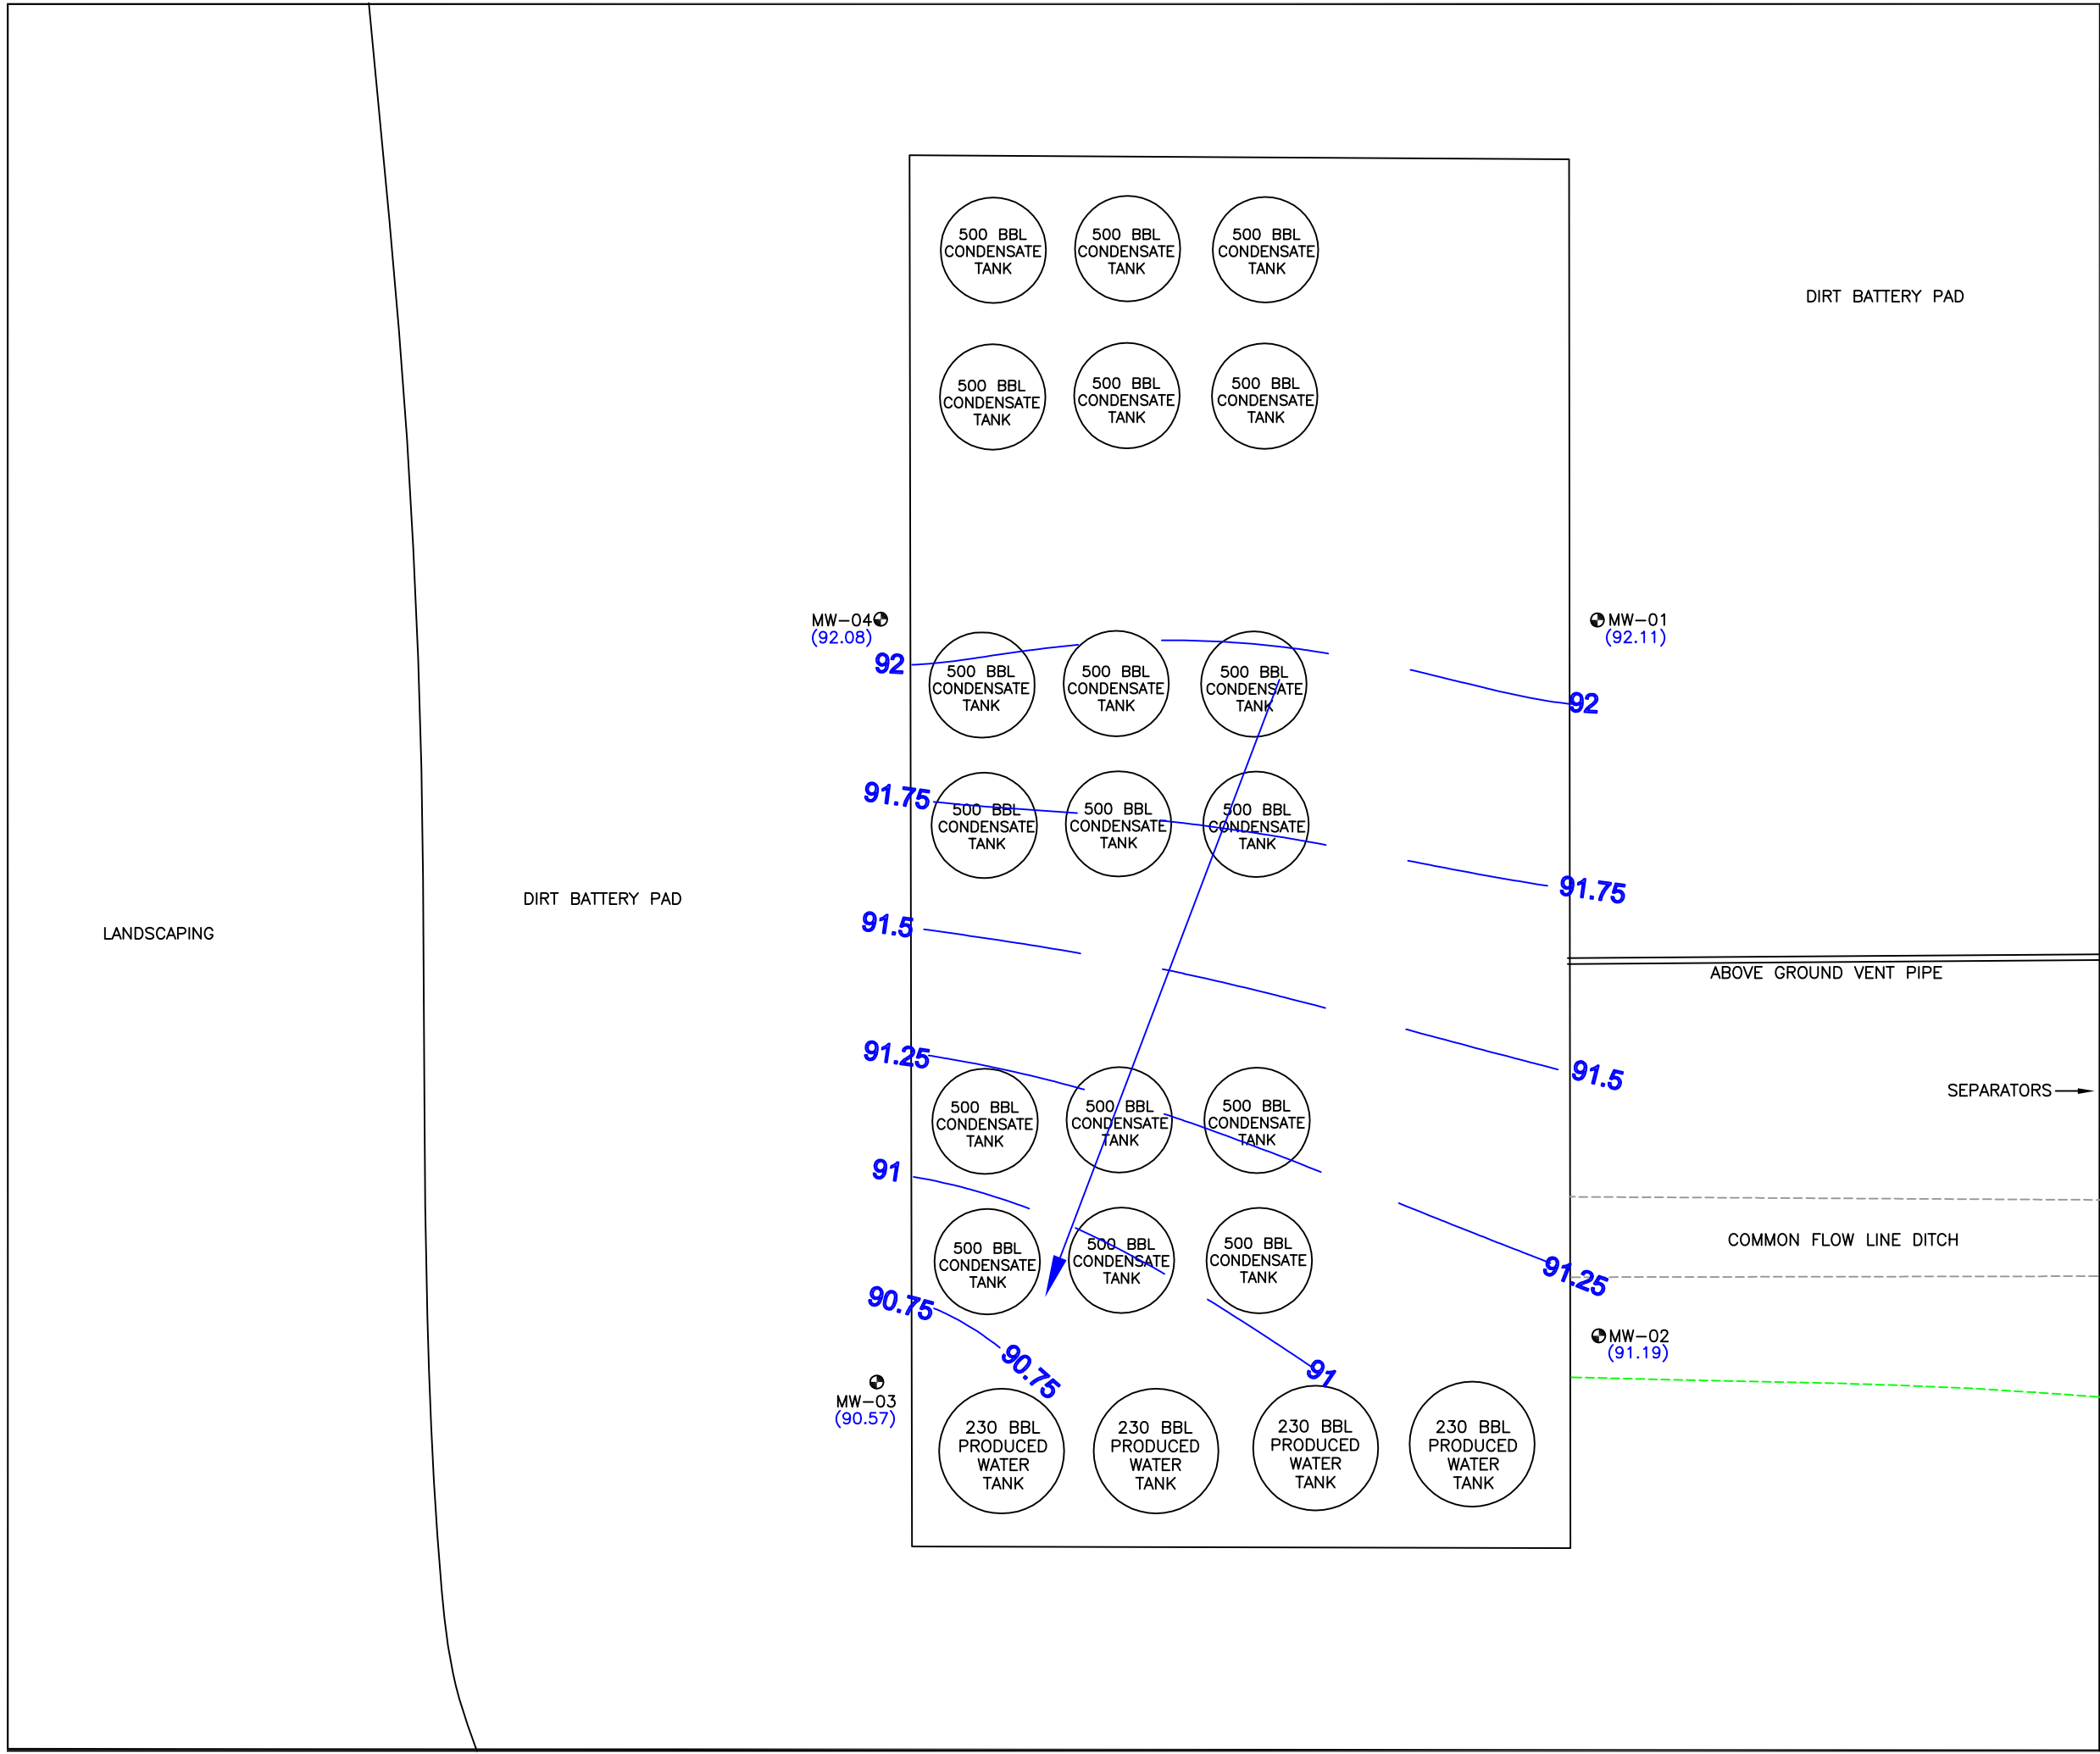 500 BBL
CONDENSATE
TANK
500 BBL
CONDENSATE
TANK
500 BBL
CONDENSATE
TANK
DIRT BATTERY PAD
500 BBL
CONDENSATE
TANK
500 BBL
CONDENSATE
TANK
500 BBL
CONDENSATE
TANK
MW-04
(92.08)
MW-01
(92.11)
92
500 BBL
CONDENSATE
TANK
500 BBL
CONDENSATE
TANK
500 BBL
CONDENSATE
TANK
92
91.75
500 BBL
CONDENSATE
TANK
500 BBL
CONDENSATE
TANK
500 BBL
CONDENSATE
TANK
91.75
DIRT BATTERY PAD
LANDSCAPING
91.5
ABOVE GROUND VENT PIPE
91.5
SEPARATORS
91.25
500 BBL
CONDENSATE
TANK
500 BBL
CONDENSATE
TANK
500 BBL
CONDENSATE
TANK
91
COMMON FLOW LINE DITCH
500 BBL
CONDENSATE
TANK
500 BBL
CONDENSATE
TANK
500 BBL
CONDENSATE
TANK
91.25
90.75
90.75
91
MW-02
(91.19)
MW-03
(90.57)
230 BBL
PRODUCED
WATER
TANK
230 BBL
PRODUCED
WATER
TANK
230 BBL
PRODUCED
WATER
TANK
230 BBL
PRODUCED
WATER
TANK